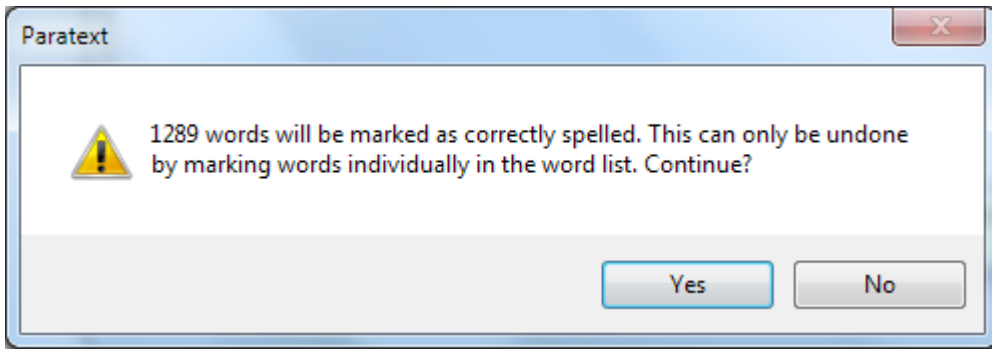 Paratext
1289 words will be marked as correctly spelled. This can only be undone
by marking words individually in the word list. Continue?
Yes
No